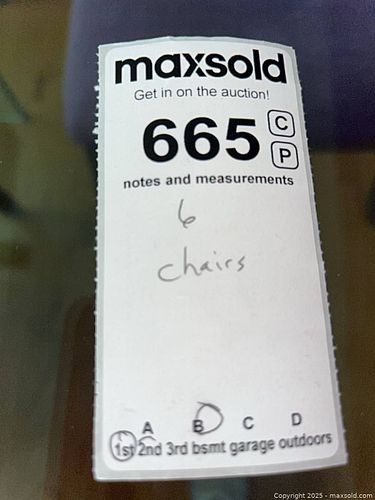 maxsold
Get in on the auction!
665 C
P
notes and measurements
6
chairs
A B C D
1st 2nd 3rd bsmt garage outdoors
Copyright 2025 - maxsold.com